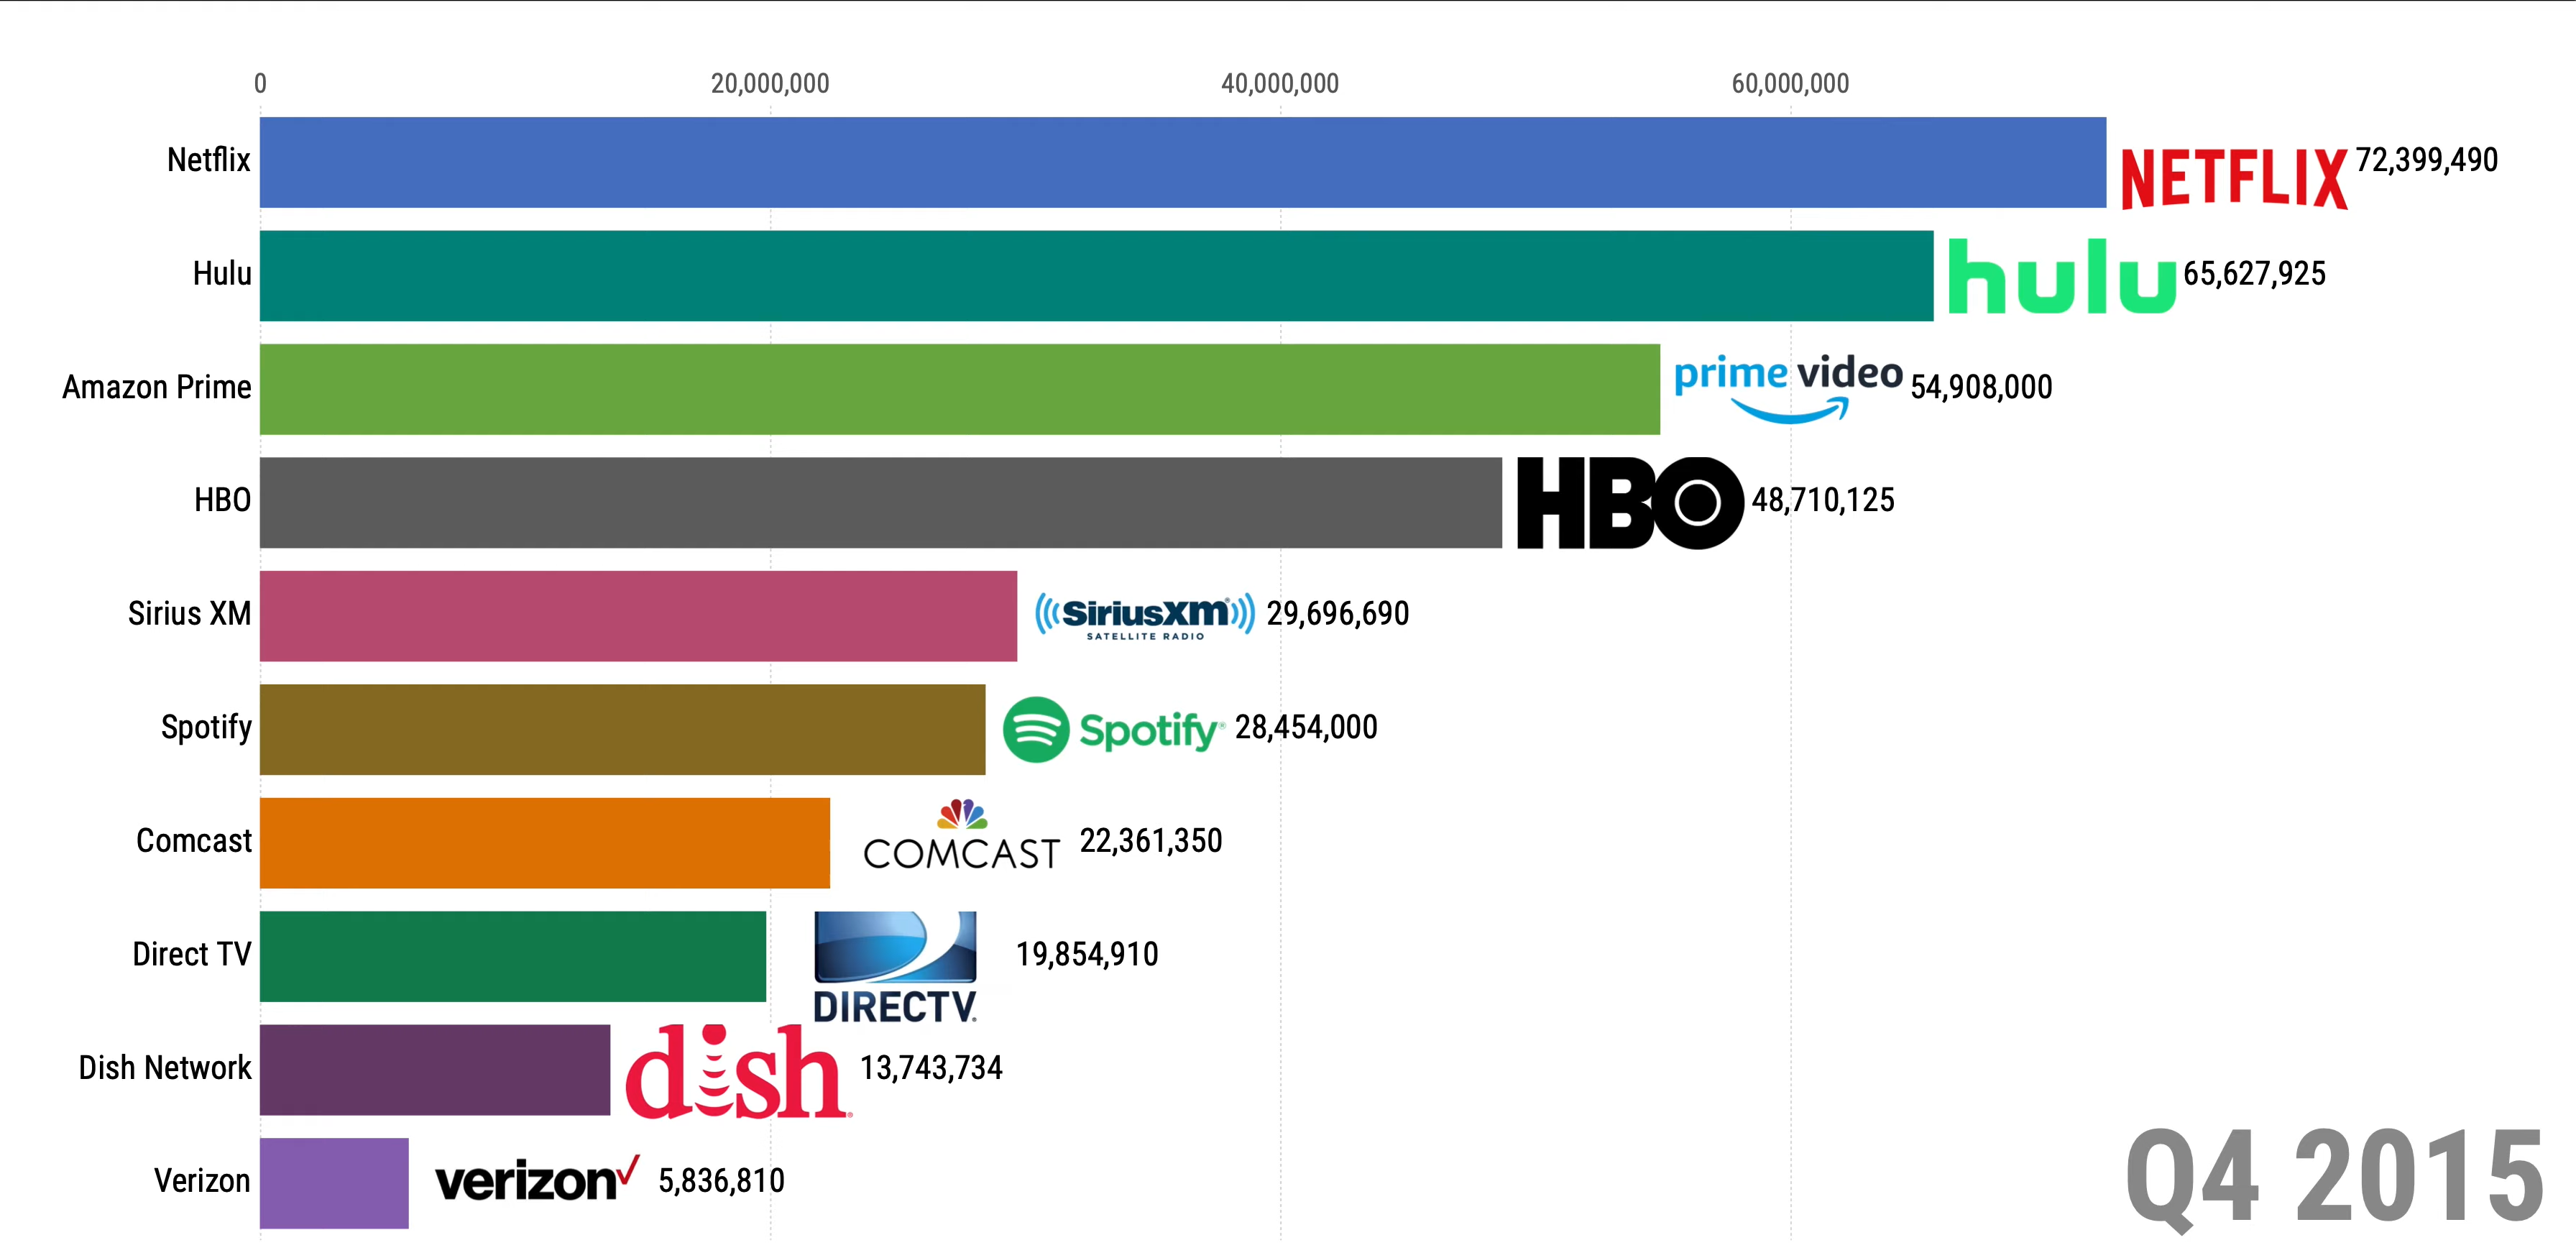 0 20,000,000 40,000,000 60,000,000
Netflix NETFLIX 72,399,490
Hulu hulu 65,627,925
Amazon Prime prime video 54,908,000
HBO HBO 48,710,125
Sirius XM SiriusXM 29,696,690
SATELLITE RADIO
Spotify Spotify® 28,454,000
Comcast COMCAST 22,361,350
Direct TV DIRECTV. 19,854,910
Dish Network dish 13,743,734
Verizon verizon 5,836,810
Q4 2015